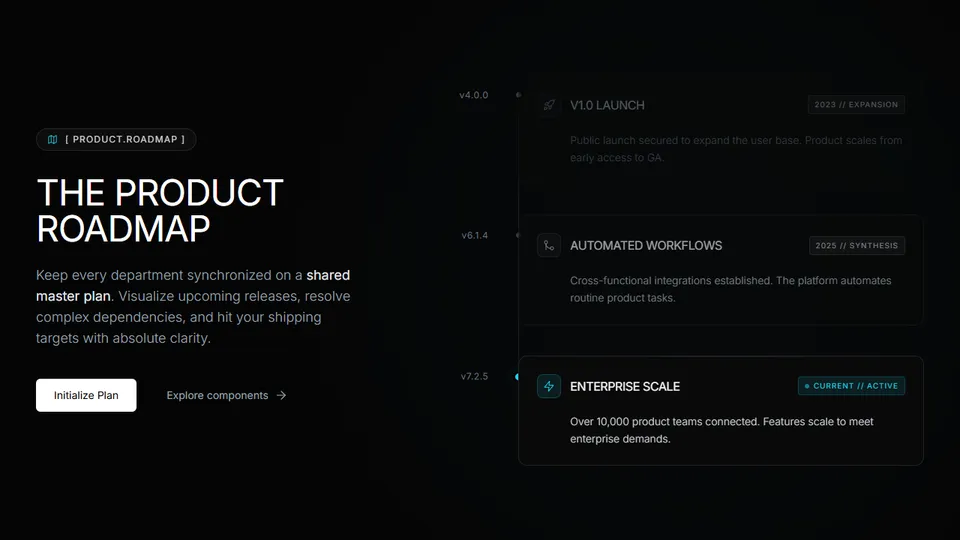 [ PRODUCT.ROADMAP ]
THE PRODUCT
ROADMAP
Keep every department synchronized on a shared
master plan. Visualize upcoming releases, resolve
complex dependencies, and hit your shipping
targets with absolute clarity.
Initialize Plan
Explore components
v4.0.0
V1.0 LAUNCH
2023 // EXPANSION
Public launch secured to expand the user base. Product scales from
early access to GA.
v6.1.4
AUTOMATED WORKFLOWS
2025 // SYNTHESIS
Cross-functional integrations established. The platform automates
routine product tasks.
v7.2.5
ENTERPRISE SCALE
CURRENT // ACTIVE
Over 10,000 product teams connected. Features scale to meet
enterprise demands.